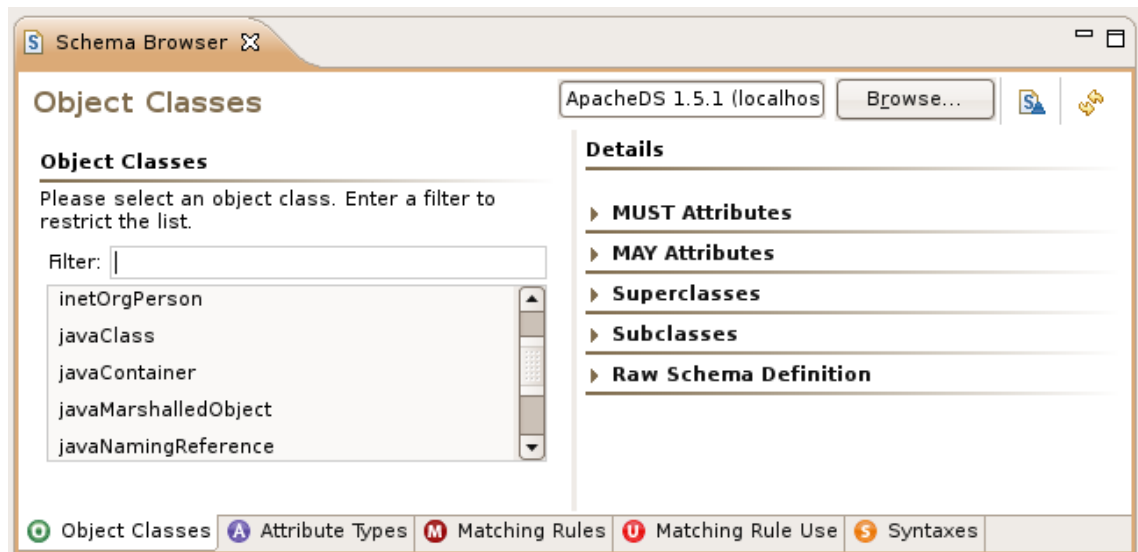 Schema Browser
Object Classes
ApacheDS 1.5.1 (localhos
Browse...
Object Classes
Please select an object class. Enter a filter to
restrict the list.
Filter:
inetOrgPerson
javaClass
javaContainer
javaMarshalledObject
javaNamingReference
Details
MUST Attributes
MAY Attributes
Superclasses
Subclasses
Raw Schema Definition
Object Classes A Attribute Types M Matching Rules U Matching Rule Use S Syntaxes